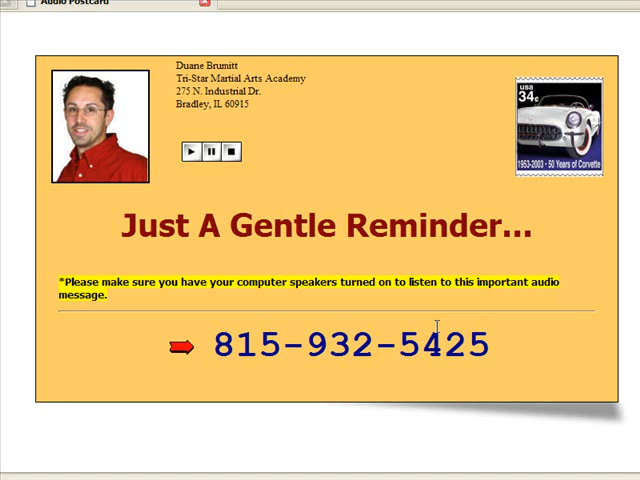 Audio Postcard
Duane Brumitt
Tri-Star Martial Arts Academy
275 N. Industrial Dr.
Bradley, IL 60915
usa
34c
1953-2003 - 50 Years of Corvette
Just A Gentle Reminder...
*Please make sure you have your computer speakers turned on to listen to this important audio
message.
815-932-5425